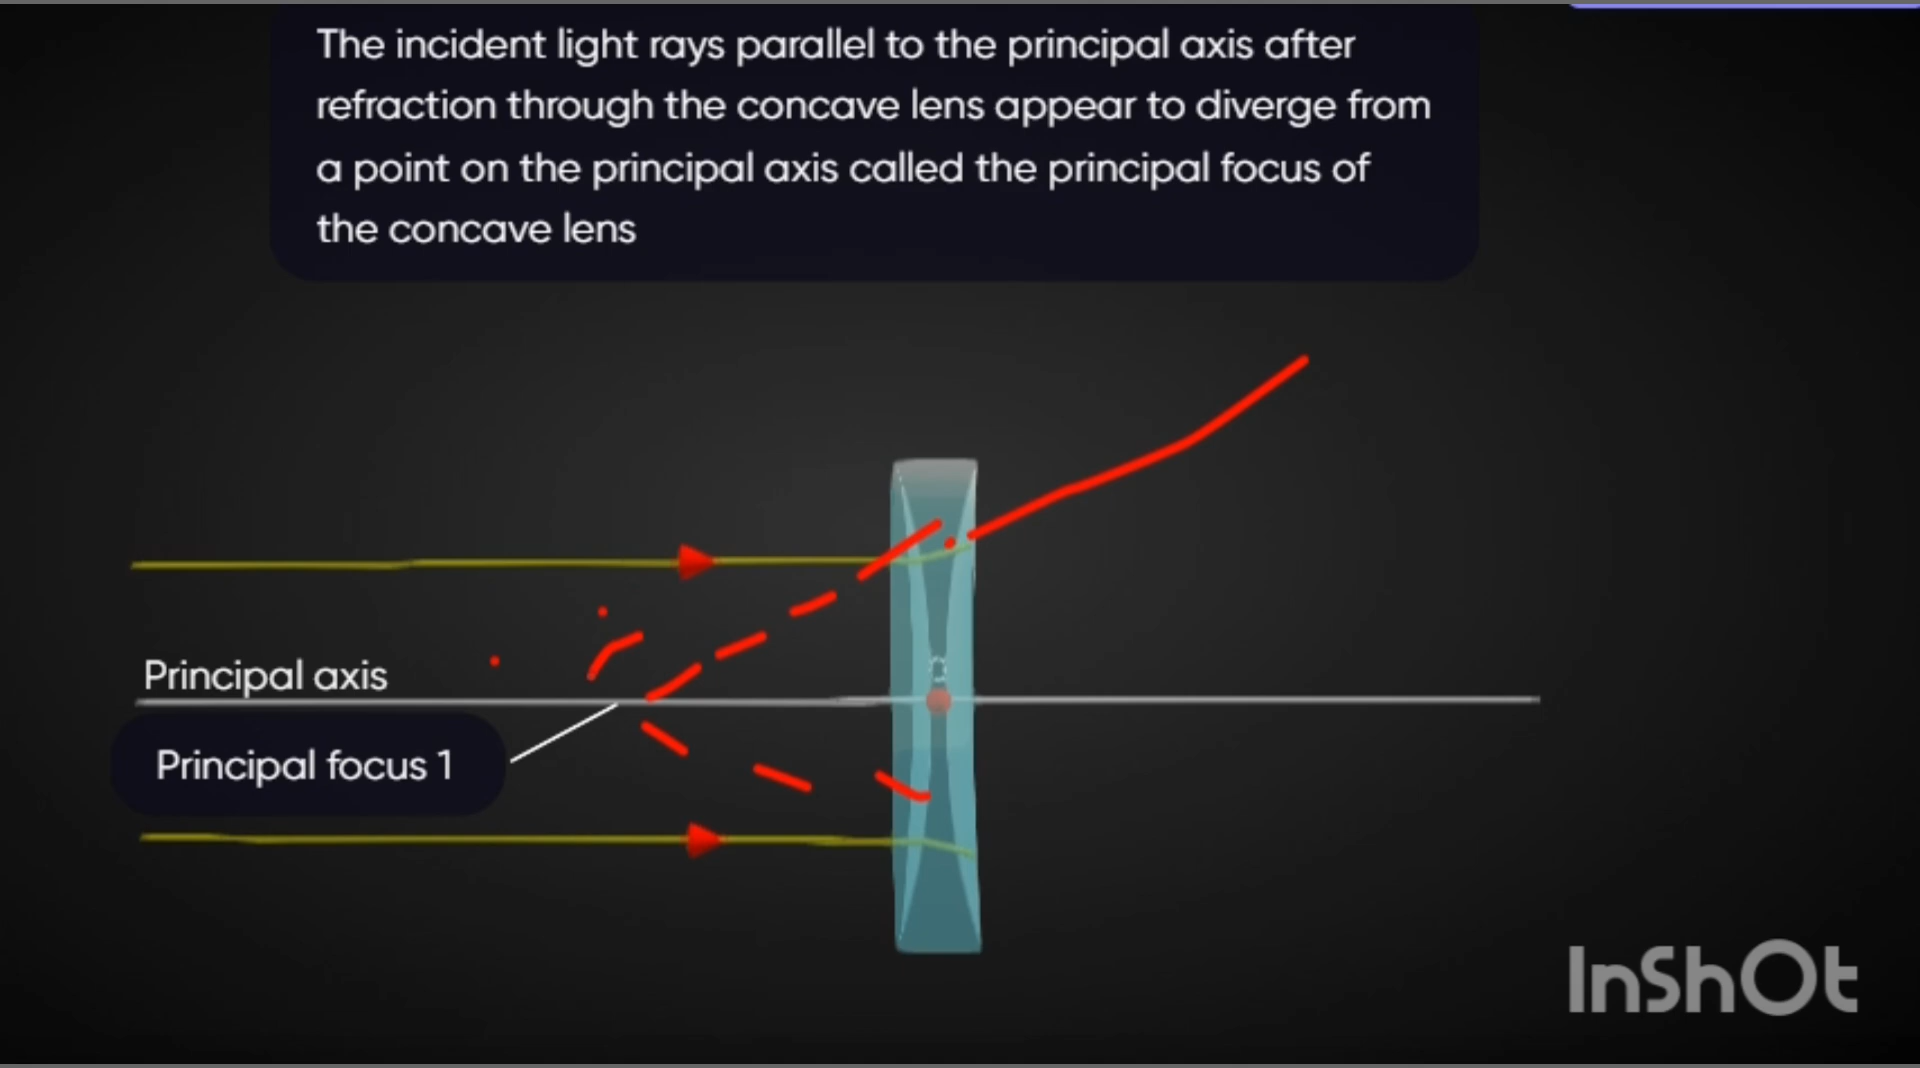 The incident light rays parallel to the principal axis after
refraction through the concave lens appear to diverge from
a point on the principal axis called the principal focus of
the concave lens
Principal axis
Principal focus 1
InShOt